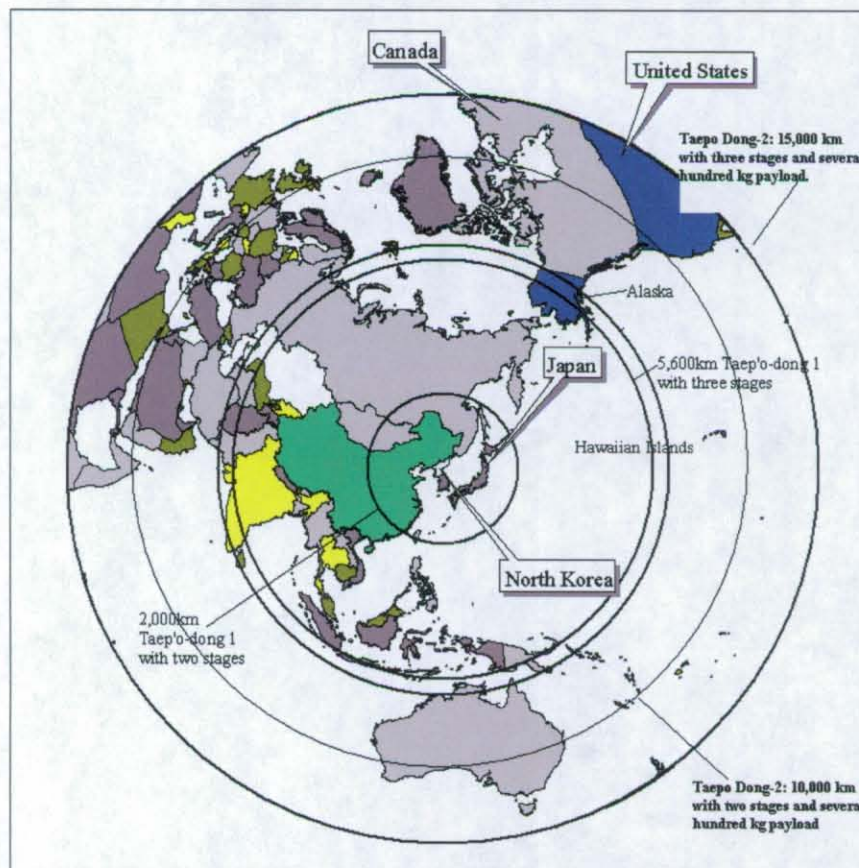 Canada
United States
Taepo Dong-2: 15,000 km
with three stages and severa
hundred kg payload.
Alaska
Japan
5,600km Taep'o-dong 1
with three stages
Hawaiian Islands
North Korea
2,000km
Taep'o-dong 1
with two stages
Taepo Dong-2: 10,000 km
with two stages and severa
hundred kg payload